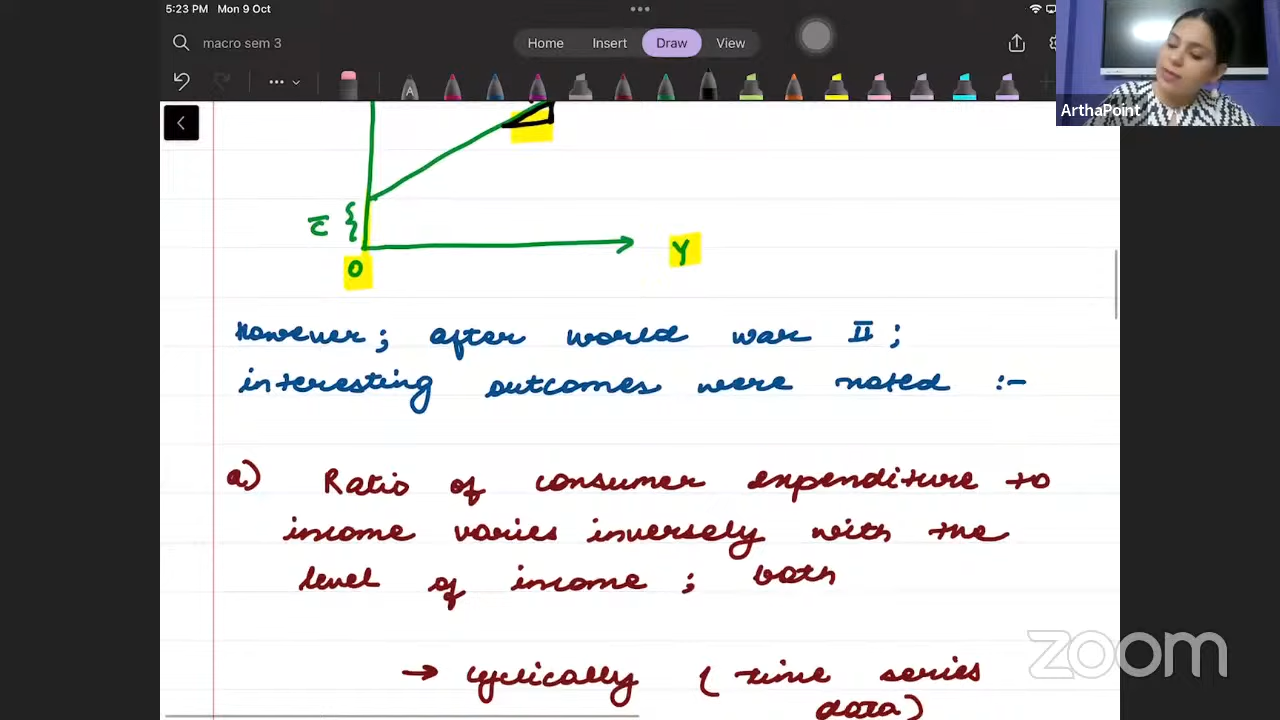 5:23 PM Mon 9 Oct
macro sem 3
Home Insert Draw View
A
ArthaPoint
c̅ {
Y
O
However; after world war II;
interesting outcomes were noted :-
a) Ratio of consumer expenditure to
income varies inversely with the
level of income; both
→ cyclically (time series
data)
zoom